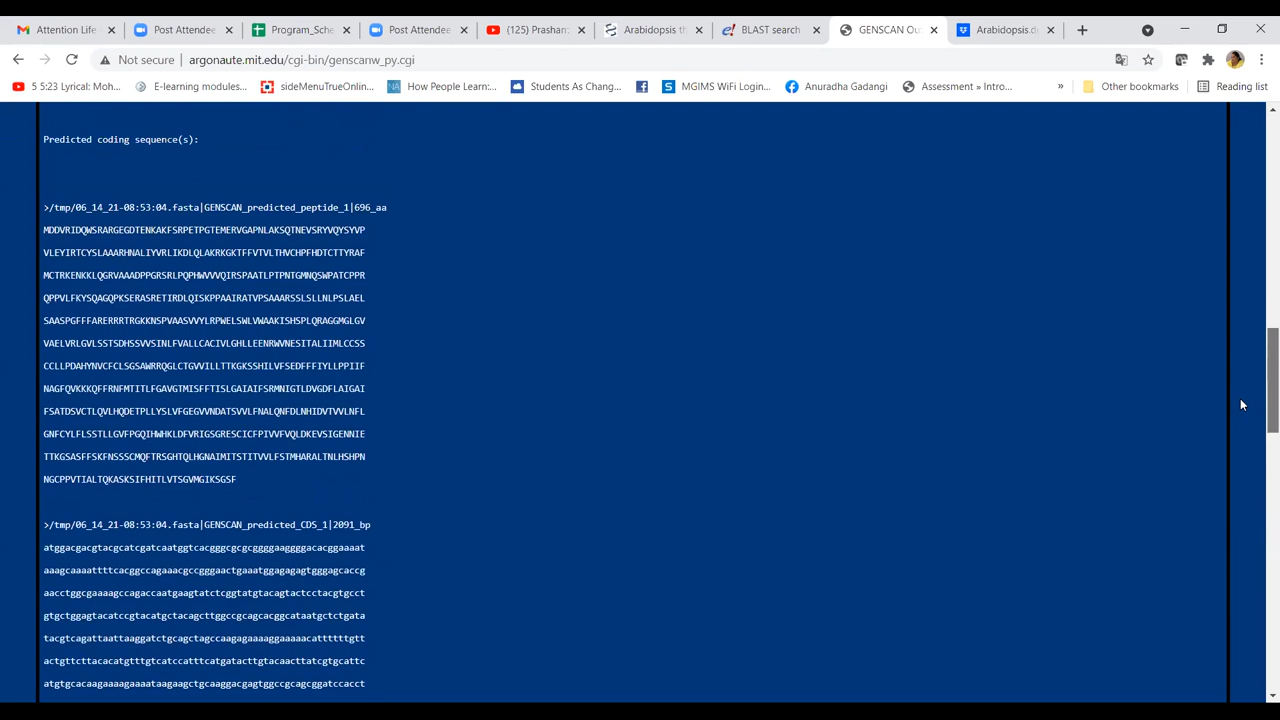 Attention Life
Post Attendee
Program_Sche
Post Attendee
(125) Prashan
Arabidopsis th
BLAST search
GENSCAN Ou
Arabidopsis.d
Not secure
argonaute.mit.edu/cgi-bin/genscanw_py.cgi
5 5:23 Lyrical: Moh...
E-learning modules...
sideMenuTrueOnlin...
How People Learn:...
Students As Chang...
MGIMS WiFi Login...
Anuradha Gadangi
Assessment » Intro...
»
Other bookmarks
Reading list
Predicted coding sequence(s):
>/tmp/06_14_21-08:53:04.fasta|GENSCAN_predicted_peptide_1|696_aa
MDDVRIDQWSRARGEGDTENKAKFSRPETPGTEMERVGAPNLAKSQTNEVSRYVQYSYVP
VLEYIRTCYSLAAARHNALIYVRLIKDLQLAKRKGKTFFVTVLTHVCHPFHDTCTTYRAF
MCTRKENKKLQGRVAAADPPGRSRLPQPHWVVVQIRSPAATLPTPNTGMNQSWPATCPPR
QPPVLFKYSQAGQPKSERASRETIRDLQISKPPAAIRATVPSAAARSSLSLLNLPSLAEL
SAASPGFFFARERRRTRGKKNSPVAASVVYLRPWELSWLVWAAKISHSPLQRAGGMGLGV
VAELVRLGVLSSTSDHSSVVSINLFVALLCACIVLGHLLEENRWVNESITALIIMLCCSS
CCLLPDAHYNVCFCLSGSAWRRQGLCTGVVILLTTKGKSSHILVFSEDFFFIYLLPPIIF
NAGFQVKKKQFFRNFMTITLFGAVGTMISFFTISLGAIAIFSRMNIGTLDVGDFLAIGAI
FSATDSVCTLQVLHQDETPLLYSLVFGEGVVNDATSVVLFNALQNFDLNHIDVTVVLNFL
GNFCYLFLSSTLLGVFPGQIHWHKLDFVRIGSGRESCICFPIVVFVQLDKEVSIGENNIE
TTKGSASFFSKFNSSSCMQFTRSGHTQLHGNAIMITSTITVVLFSTMHARALTNLHSHPN
NGCPPVTIALTQKASKSIFHITLVTSGVMGIKSGSF
>/tmp/06_14_21-08:53:04.fasta|GENSCAN_predicted_CDS_1|2091_bp
atggacgacgtacgcatcgatcaatggtcacgggcgcgcggggaaggggacacggaaaat
aaagcaaaattttcacggccagaaacgccgggaactgaaatggagagagtgggagcaccg
aacctggcgaaaagccagaccaatgaagtatctcggtatgtacagtactcctacgtgcct
gtgctggagtacatccgtacatgctacagcttggccgcagcacggcataatgctctgata
tacgtcagattaattaaggatctgcagctagccaagagaaaaggaaaaacattttttgtt
actgttcttacacatgtttgtcatccatttcatgatacttgtacaacttatcgtgcattc
atgtgcacaagaaaagaaaataagaagctgcaaggacgagtggccgcagcggatccacct